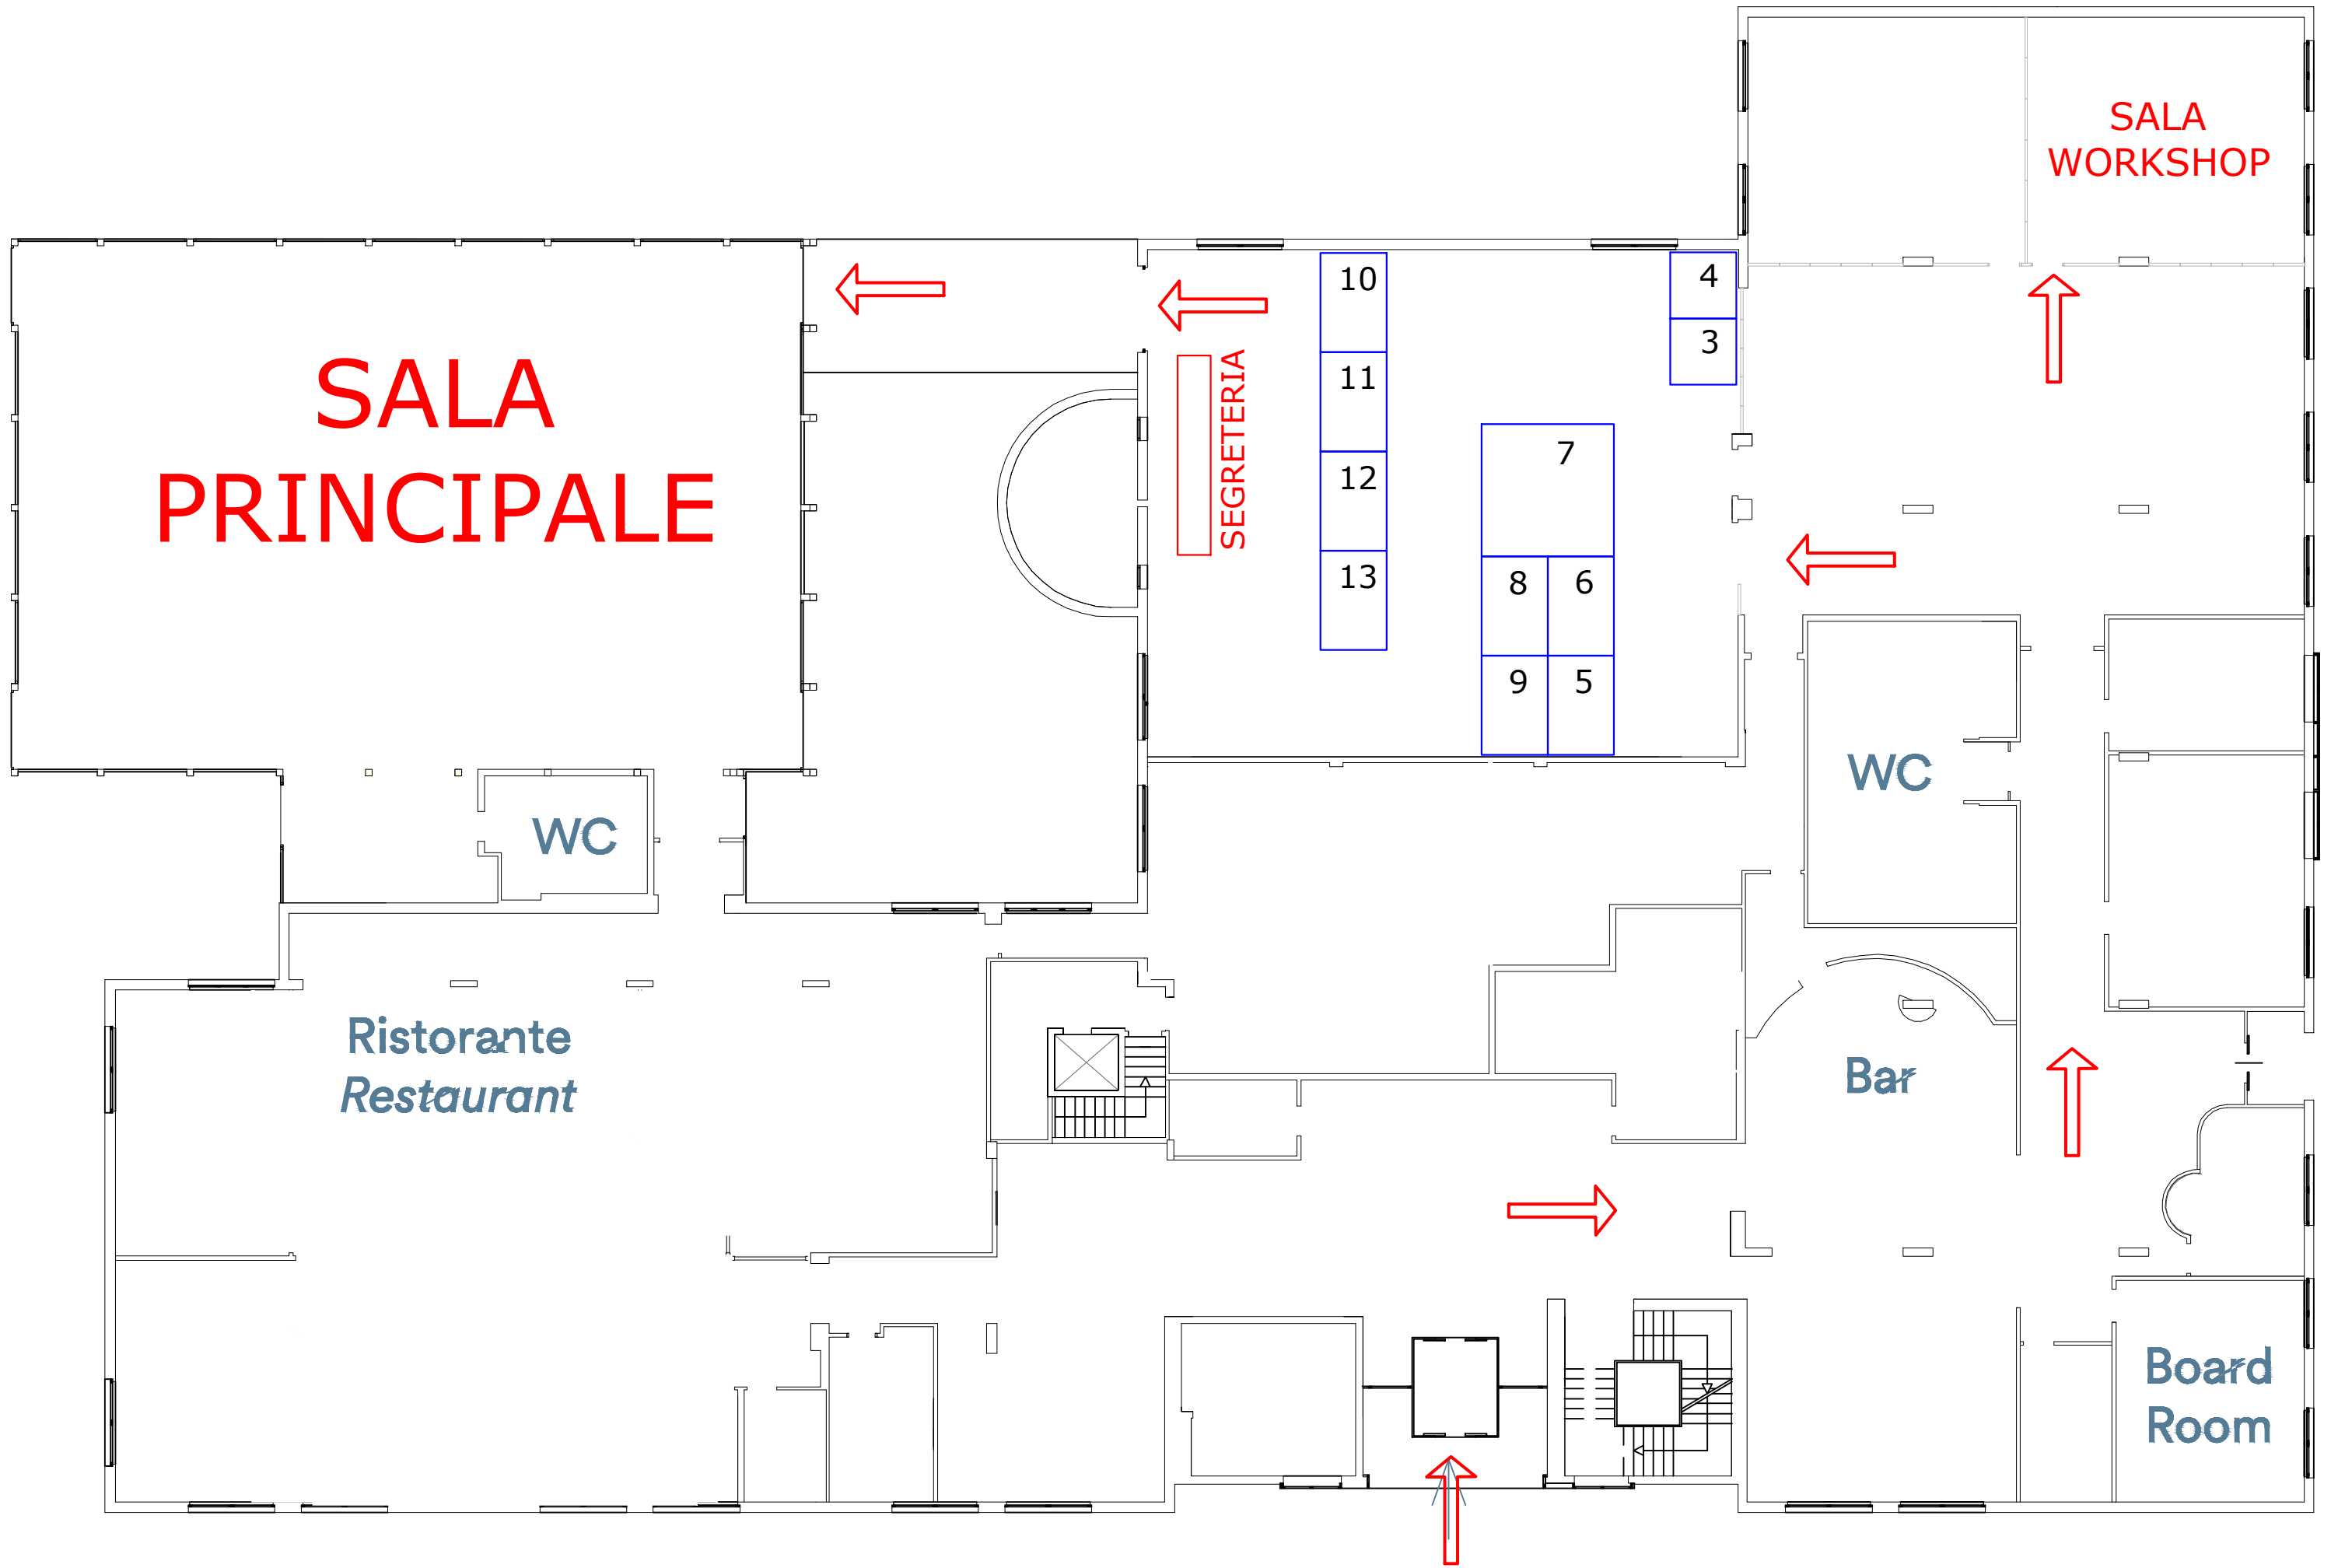 SALA
WORKSHOP
10
4
3
11
SALA
PRINCIPALE
SEGRETERIA
12
7
13
8
6
9
5
WC
WC
Ristorante
Restaurant
Bar
Board
Room